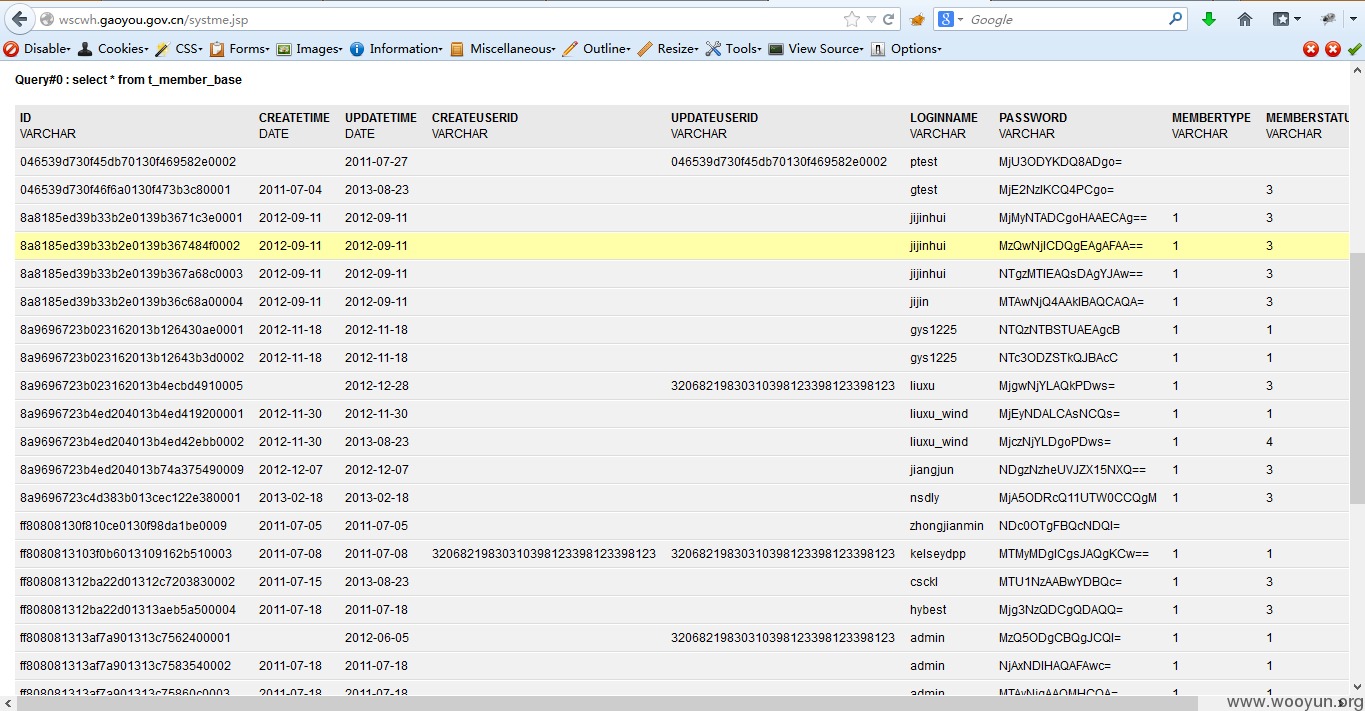 wscwh.gaoyou.gov.cn/systme.jsp
Google
Disable Cookies CSS Forms Images Information Miscellaneous Outline Resize Tools View Source Options
Query#0 : select * from t_member_base
ID CREATETIME UPDATETIME CREATEUSERID UPDATEUSERID LOGINNAME PASSWORD MEMBERTYPE MEMBERSTATU
VARCHAR DATE DATE VARCHAR VARCHAR VARCHAR VARCHAR VARCHAR VARCHAR
046539d730f45db70130f469582e0002 2011-07-27 046539d730f45db70130f469582e0002 ptest MjU3ODYKDQ8ADgo=
046539d730f46f6a0130f473b3c80001 2011-07-04 2013-08-23 gtest MjE2NzIKCQ4PCgo= 3
8a8185ed39b33b2e0139b3671c3e0001 2012-09-11 2012-09-11 jijinhui MjMyNTADCgoHAAECAg== 1 3
8a8185ed39b33b2e0139b367484f0002 2012-09-11 2012-09-11 jijinhui MzQwNjICDQgEAgAFAA== 1 3
8a8185ed39b33b2e0139b367a68c0003 2012-09-11 2012-09-11 jijinhui NTgzMTIEAQsDAgYJAw== 1 3
8a8185ed39b33b2e0139b36c68a00004 2012-09-11 2012-09-11 jijin MTAwNjQ4AAkIBAQCAQA= 1 3
8a9696723b023162013b126430ae0001 2012-11-18 2012-11-18 gys1225 NTQzNTBSTUAEAgcB 1 1
8a9696723b023162013b12643b3d0002 2012-11-18 2012-11-18 gys1225 NTc3ODZSTkQJBAcC 1 1
8a9696723b023162013b4ecbd4910005 2012-12-28 32068219830310398123398123398123 liuxu MjgwNjYLAQkPDws= 1 3
8a9696723b4ed204013b4ed419200001 2012-11-30 2012-11-30 liuxu_wind MjEyNDALCAsNCQs= 1 1
8a9696723b4ed204013b4ed42ebb0002 2012-11-30 2013-08-23 liuxu_wind MjczNjYLDgoPDws= 1 4
8a9696723b4ed204013b74a375490009 2012-12-07 2012-12-07 jiangjun NDgzNzheUVJZX15NXQ== 1 3
8a9696723c4d383b013cec122e380001 2013-02-18 2013-02-18 nsdly MjA5ODRcQ11UTW0CCQgM 1 3
ff80808130f810ce0130f98da1be0009 2011-07-05 2011-07-05 zhongjianmin NDc0OTgFBQcNDQI=
ff8080813103f0b6013109162b510003 2011-07-08 2011-07-08 32068219830310398123398123398123 32068219830310398123398123398123 kelseydpp MTMyMDgICgsJAQgKCw== 1 1
ff808081312ba22d01312c7203830002 2011-07-15 2013-08-23 csckl MTU1NzAABwYDBQc= 1 3
ff808081312ba22d01313aeb5a500004 2011-07-18 2011-07-18 hybest Mjg3NzQDCgQDAQQ= 1 3
ff808081313af7a901313c7562400001 2012-06-05 32068219830310398123398123398123 admin MzQ5ODgCBQgJCQI= 1 1
ff808081313af7a901313c7583540002 2011-07-18 2011-07-18 admin NjAxNDIHAQAFAwc= 1 1
ff808081313af7a901313c75860c0003 2011-07-18 2011-07-18 admin 1 1
www.wooyun.org